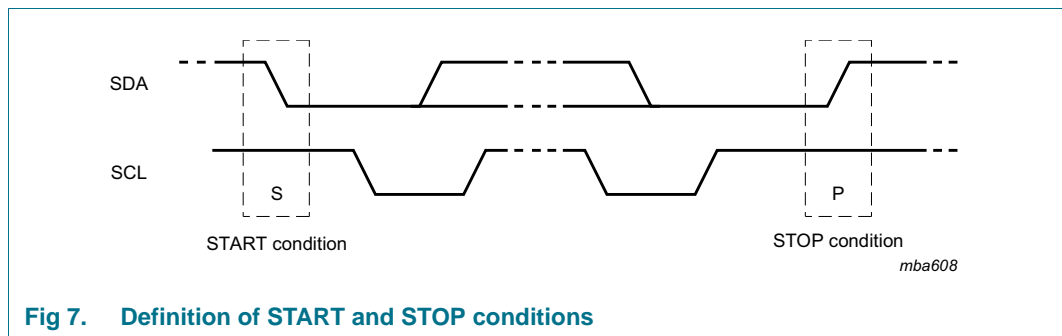 SDA
SCL
S
P
START condition
STOP condition
mba608
Fig 7. Definition of START and STOP conditions